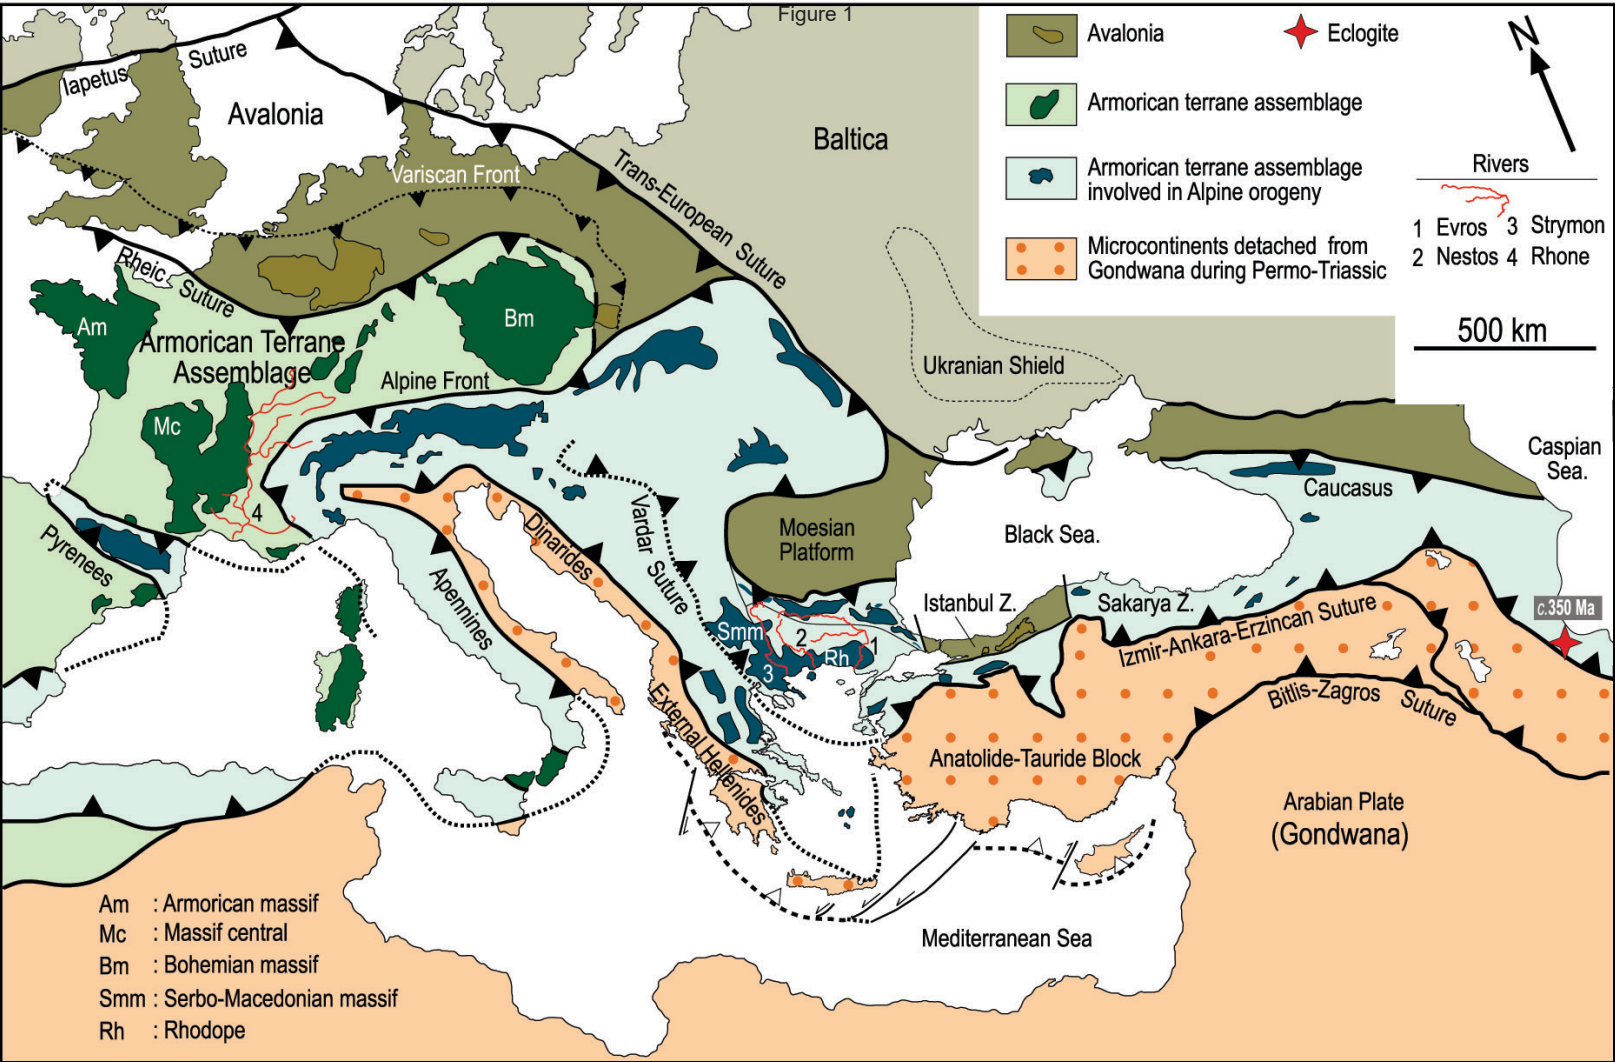 Figure 1
Avalonia
Eclogite
N
Armorican terrane assemblage
Armorican terrane assemblage
involved in Alpine orogeny
Microcontinents detached from
Gondwana during Permo-Triassic
Rivers
1 Evros 3 Strymon
2 Nestos 4 Rhone
500 km
Iapetus Suture
Avalonia
Baltica
Variscan Front
Trans-European Suture
Rheic Suture
Am
Bm
Armorican Terrane
Assemblage
Alpine Front
Ukranian Shield
Mc
4
Caspian
Sea.
Caucasus
Pyrenees
Dinarides
Vardar Suture
Moesian
Platform
Black Sea.
Apennines
Istanbul Z.
Sakarya Z.
c.350 Ma
Smm
2
1
Rh
3
Izmir-Ankara-Erzincan Suture
Bitlis-Zagros Suture
External Hellenides
Anatolide-Tauride Block
Arabian Plate
(Gondwana)
Mediterranean Sea
Am : Armorican massif
Mc : Massif central
Bm : Bohemian massif
Smm : Serbo-Macedonian massif
Rh : Rhodope